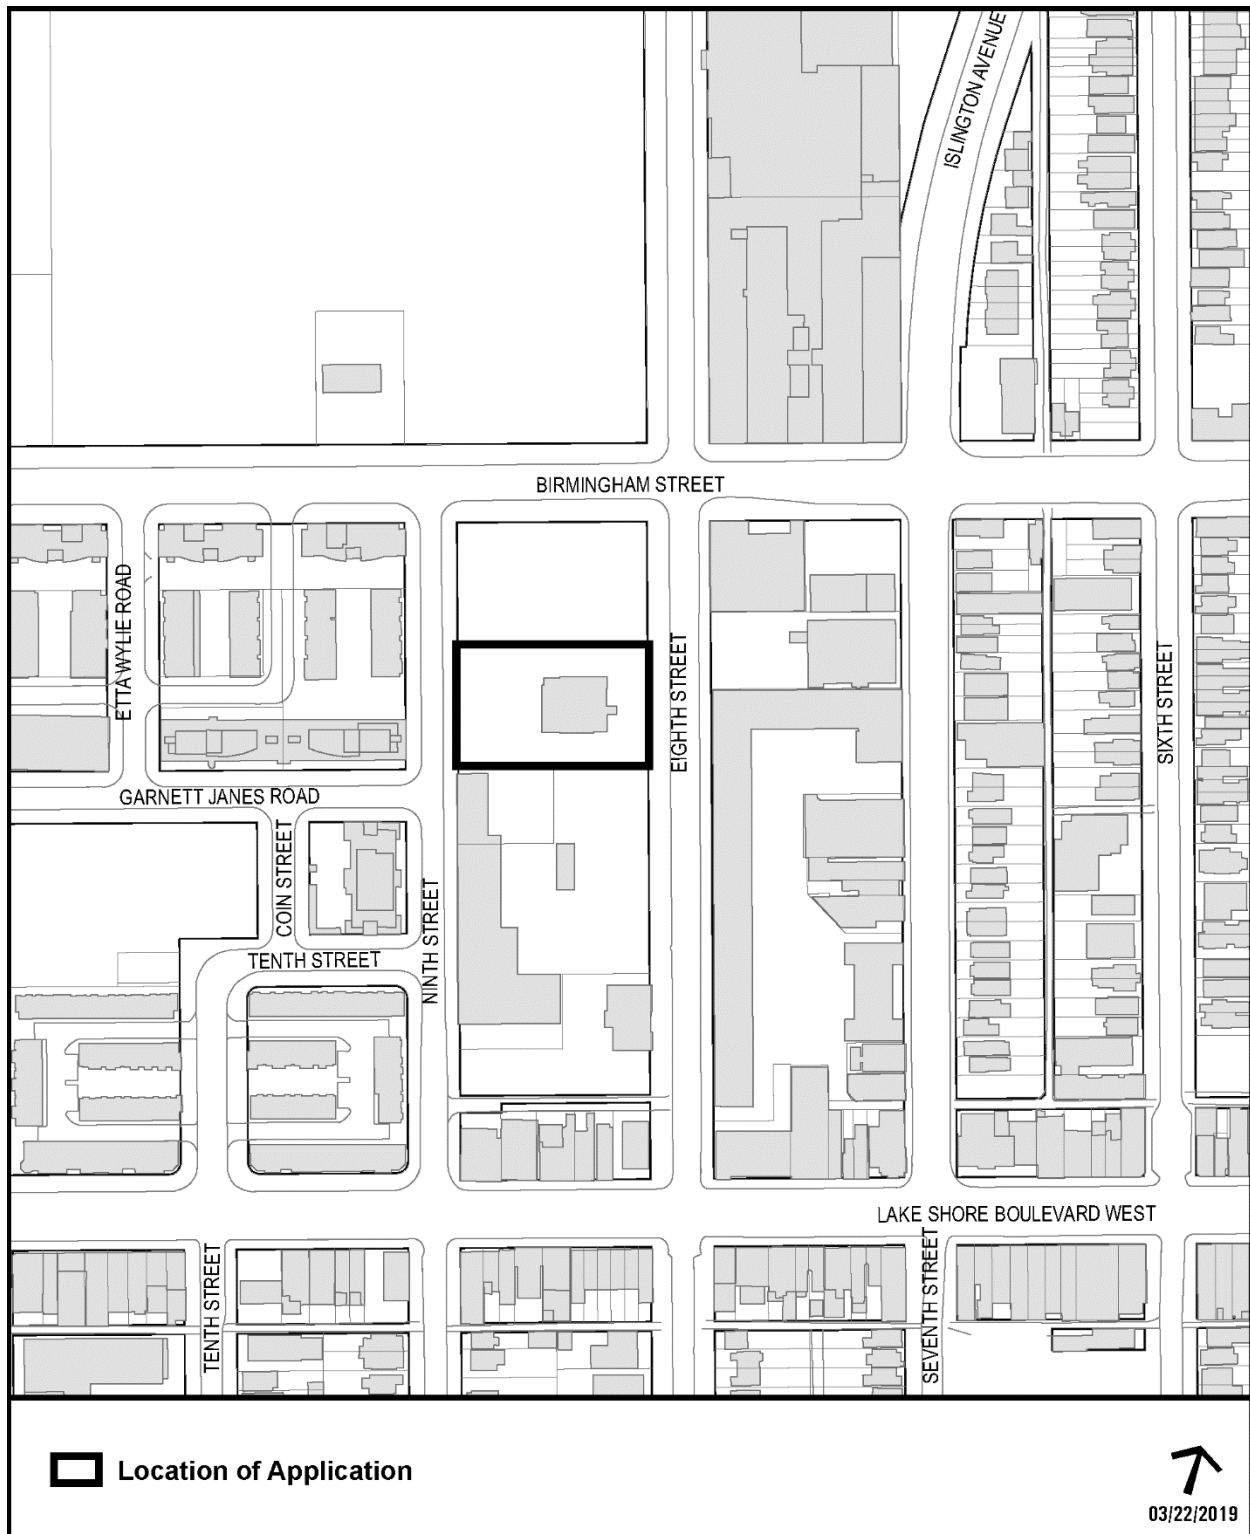 ISLINGTON AVENUE
BIRMINGHAM STREET
ETTA WYLIE ROAD
EIGHTH STREET
SIXTH STREET
GARNETT JANES ROAD
COIN STREET
NINTH STREET
TENTH STREET
LAKE SHORE BOULEVARD WEST
TENTH STREET
SEVENTH STREET
Location of Application
03/22/2019